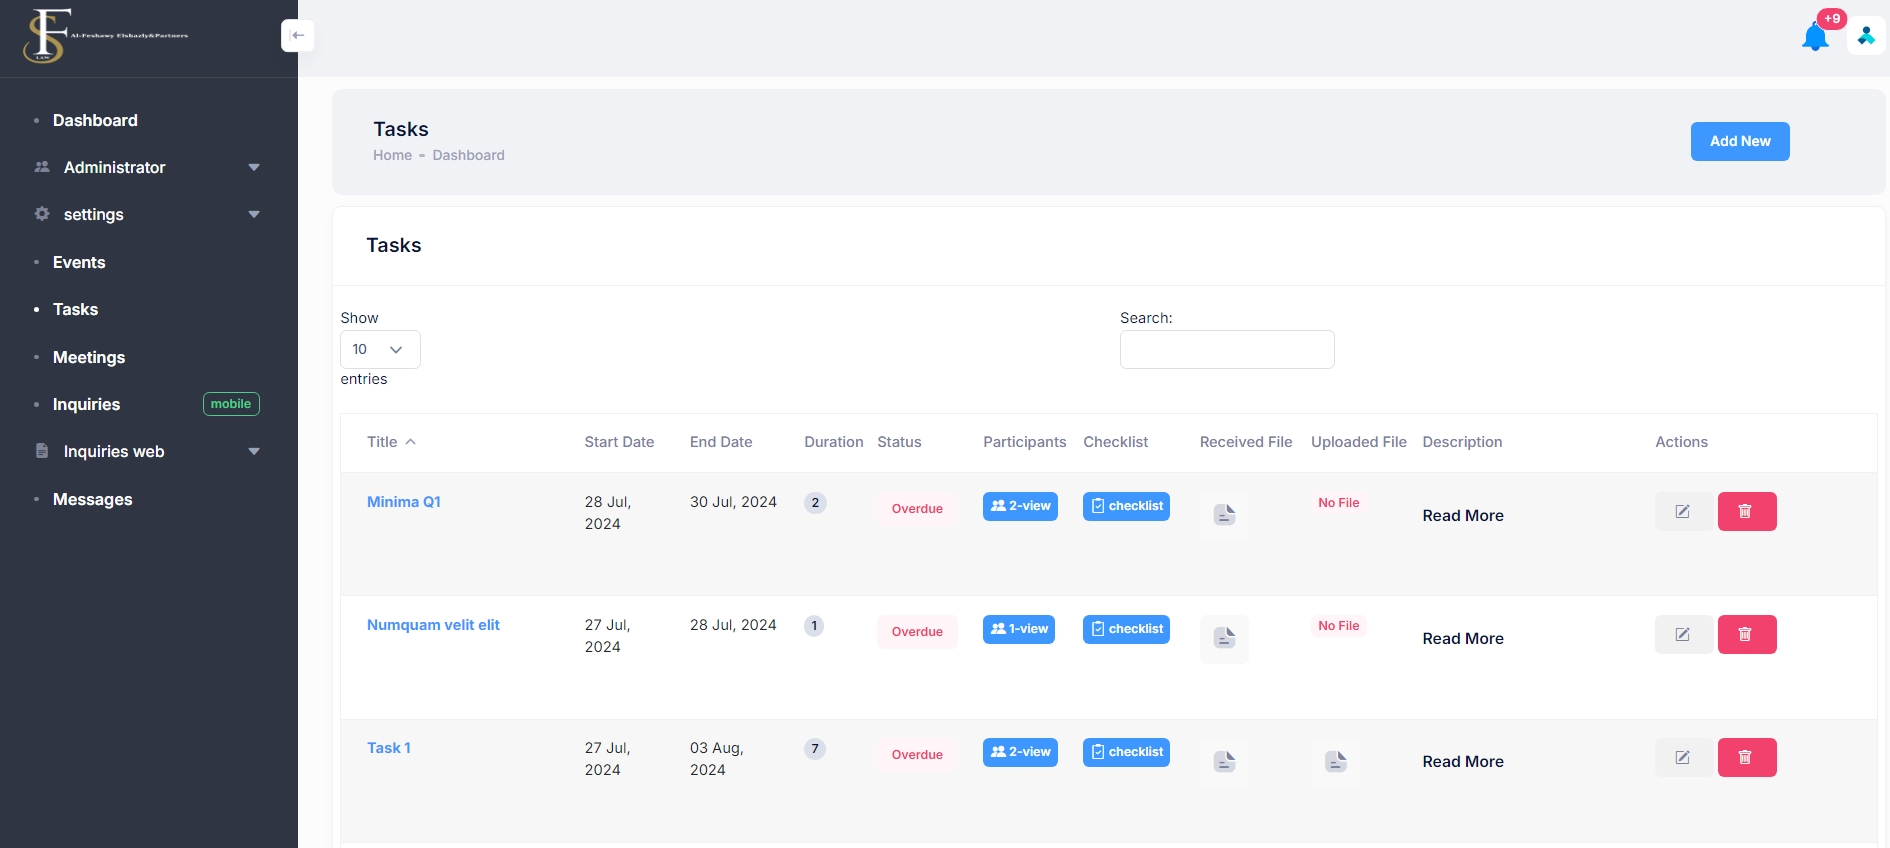 Al-Feshawy Elshazly&Partners
LAW
+9
Dashboard
Administrator
settings
Events
Tasks
Meetings
Inquiries mobile
Inquiries web
Messages
Tasks
Home - Dashboard
Add New
Tasks
Show
10
entries
Search:
Title Start Date End Date Duration Status Participants Checklist Received File Uploaded File Description Actions
Minima Q1 28 Jul, 2024 30 Jul, 2024 2 Overdue 2-view checklist No File Read More
Numquam velit elit 27 Jul, 2024 28 Jul, 2024 1 Overdue 1-view checklist No File Read More
Task 1 27 Jul, 2024 03 Aug, 2024 7 Overdue 2-view checklist Read More